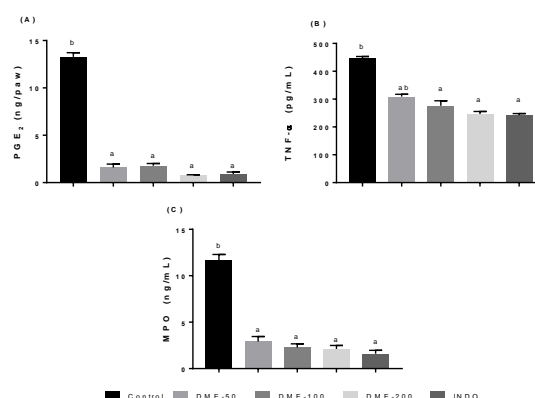 (A)
15
10
5
0
PGE₂ (ng/paw)
b
a
a
a
a
(B)
500
400
300
200
100
0
TNF-α (pg/mL)
b
ab
a
a
a
(C)
15
10
5
0
MPO (ng/mL)
b
a
a
a
a
Control DME-50 DME-100 DME-200 INDO